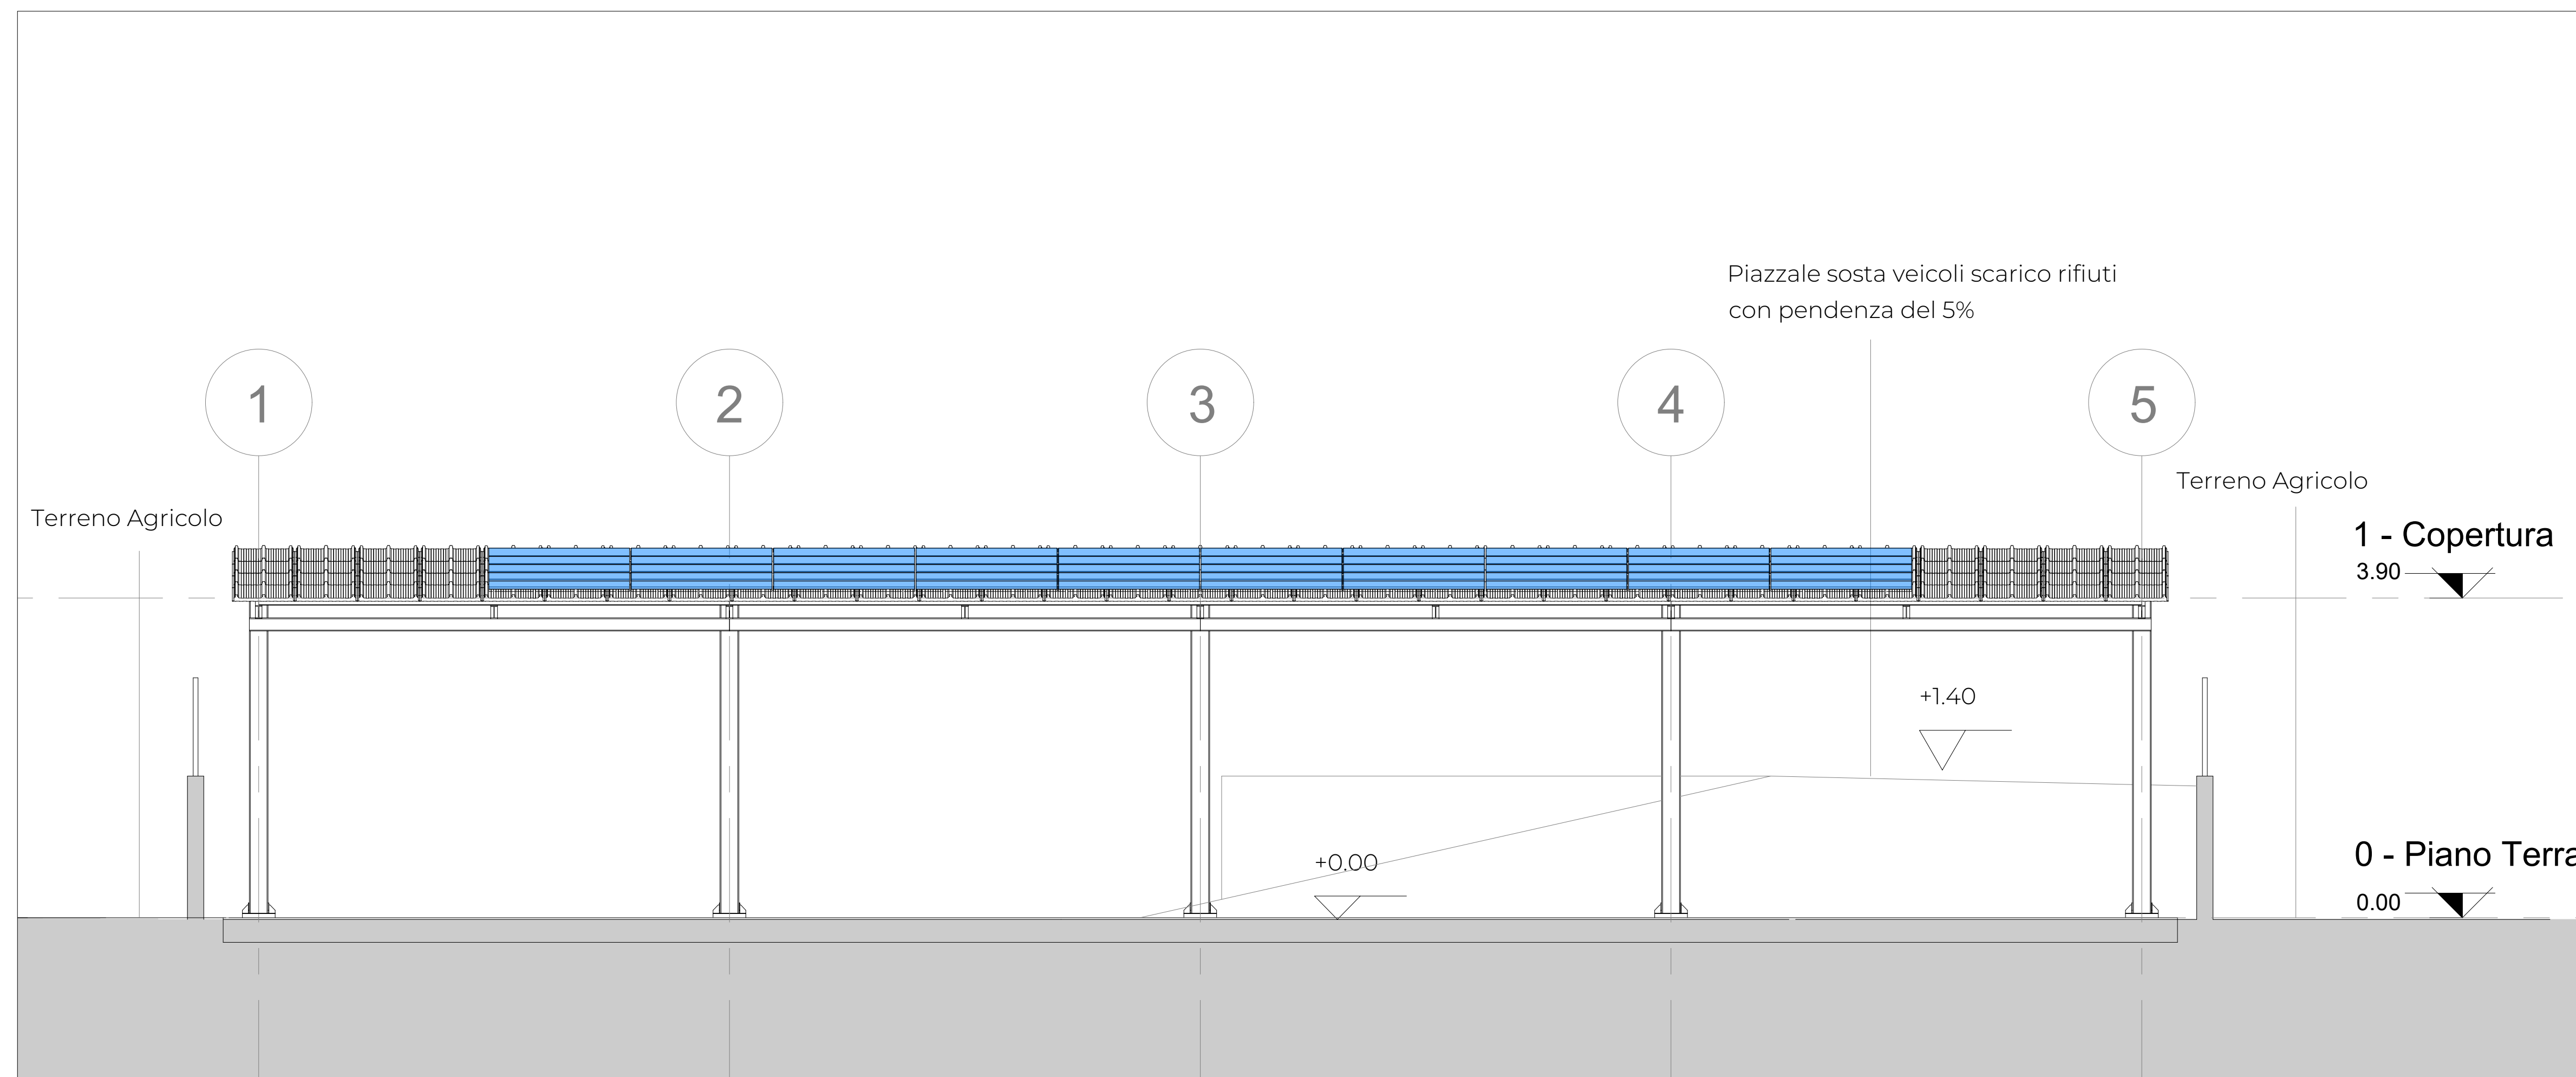 Piazzale sosta veicoli scarico rifiuti
con pendenza del 5%
1
2
3
4
5
Terreno Agricolo
Terreno Agricolo
1 - Copertura
3.90
+1.40
+0.00
0 - Piano Terra
0.00